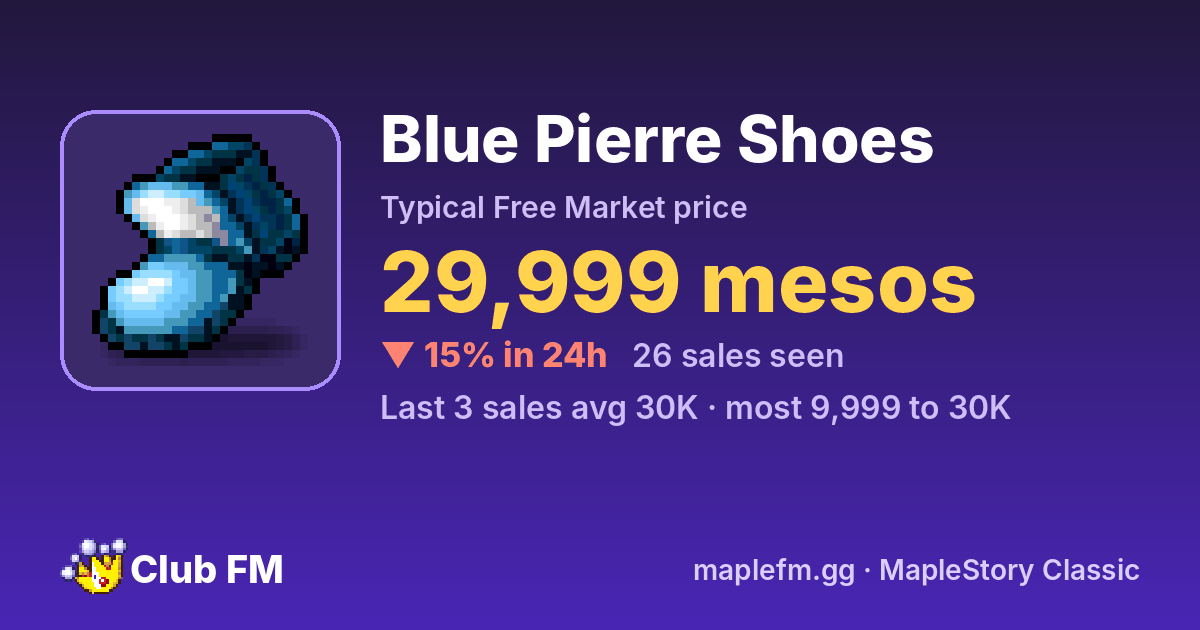 Blue Pierre Shoes
Typical Free Market price
29,999 mesos
▼ 15% in 24h 26 sales seen
Last 3 sales avg 30K · most 9,999 to 30K
Club FM
maplefm.gg · MapleStory Classic